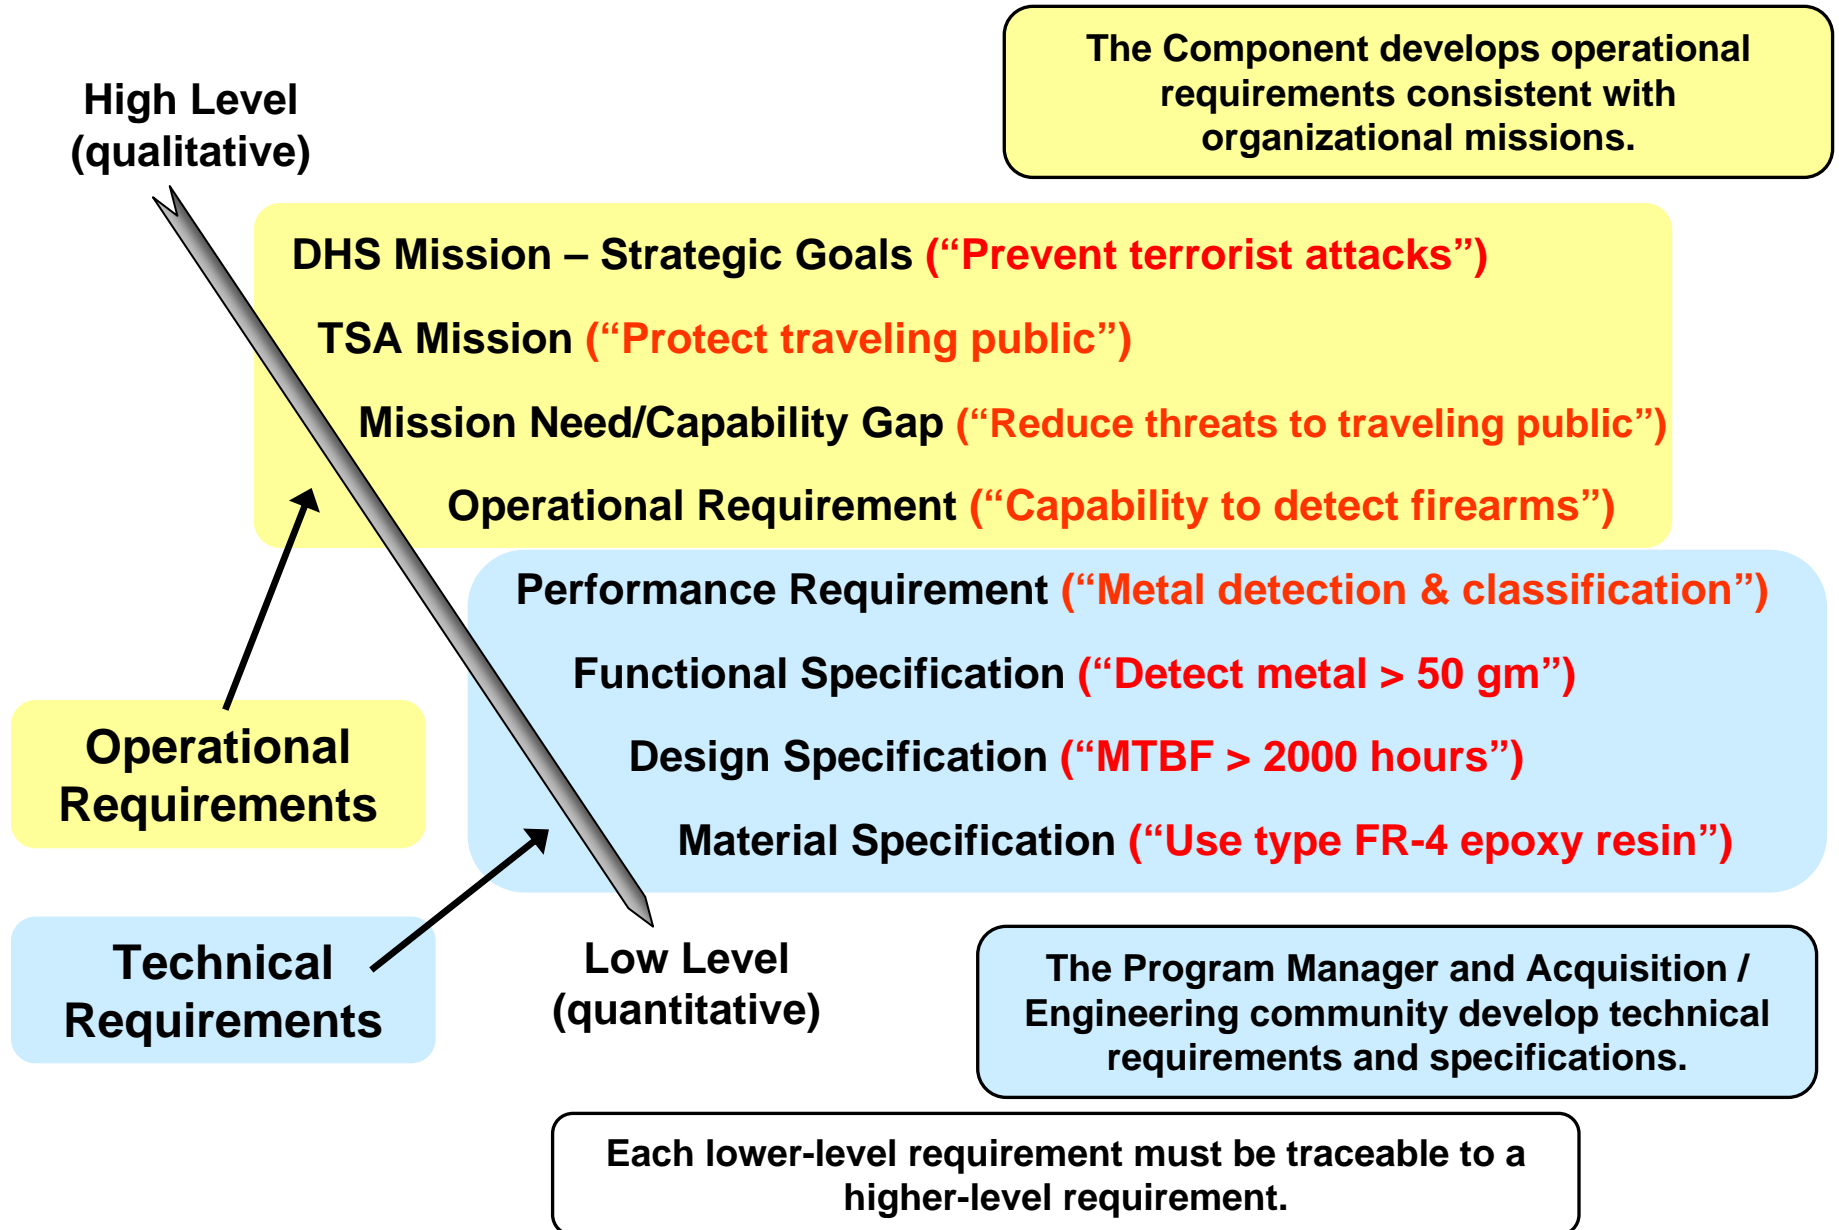 The Component develops operational
requirements consistent with
organizational missions.
High Level
(qualitative)
DHS Mission – Strategic Goals (“Prevent terrorist attacks”)
TSA Mission (“Protect traveling public”)
Mission Need/Capability Gap (“Reduce threats to traveling public”)
Operational Requirement (“Capability to detect firearms”)
Performance Requirement (“Metal detection & classification”)
Functional Specification (“Detect metal > 50 gm”)
Design Specification (“MTBF > 2000 hours”)
Material Specification (“Use type FR-4 epoxy resin”)
Operational
Requirements
Technical
Requirements
Low Level
(quantitative)
The Program Manager and Acquisition /
Engineering community develop technical
requirements and specifications.
Each lower-level requirement must be traceable to a
higher-level requirement.